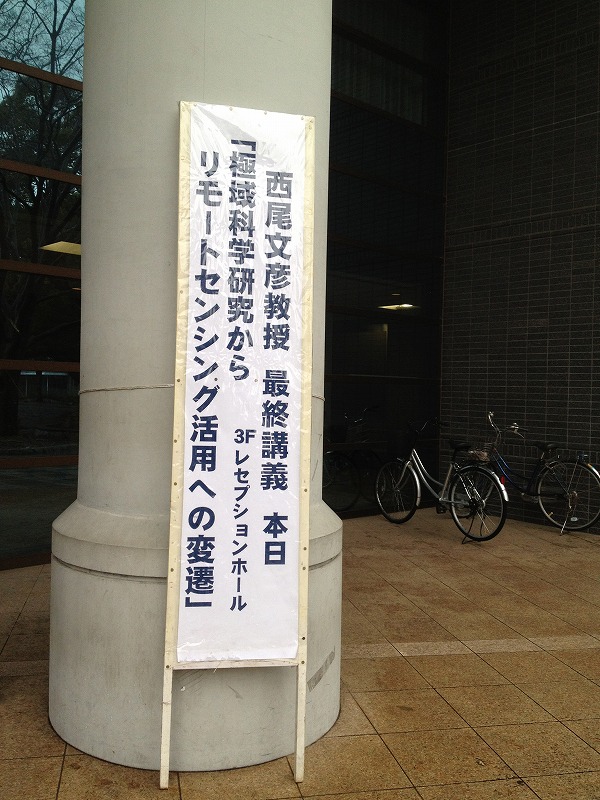 西尾文彦教授　最終講義　本日
「極域科学研究から
3F レセプションホール
リモートセンシング活用への変遷」